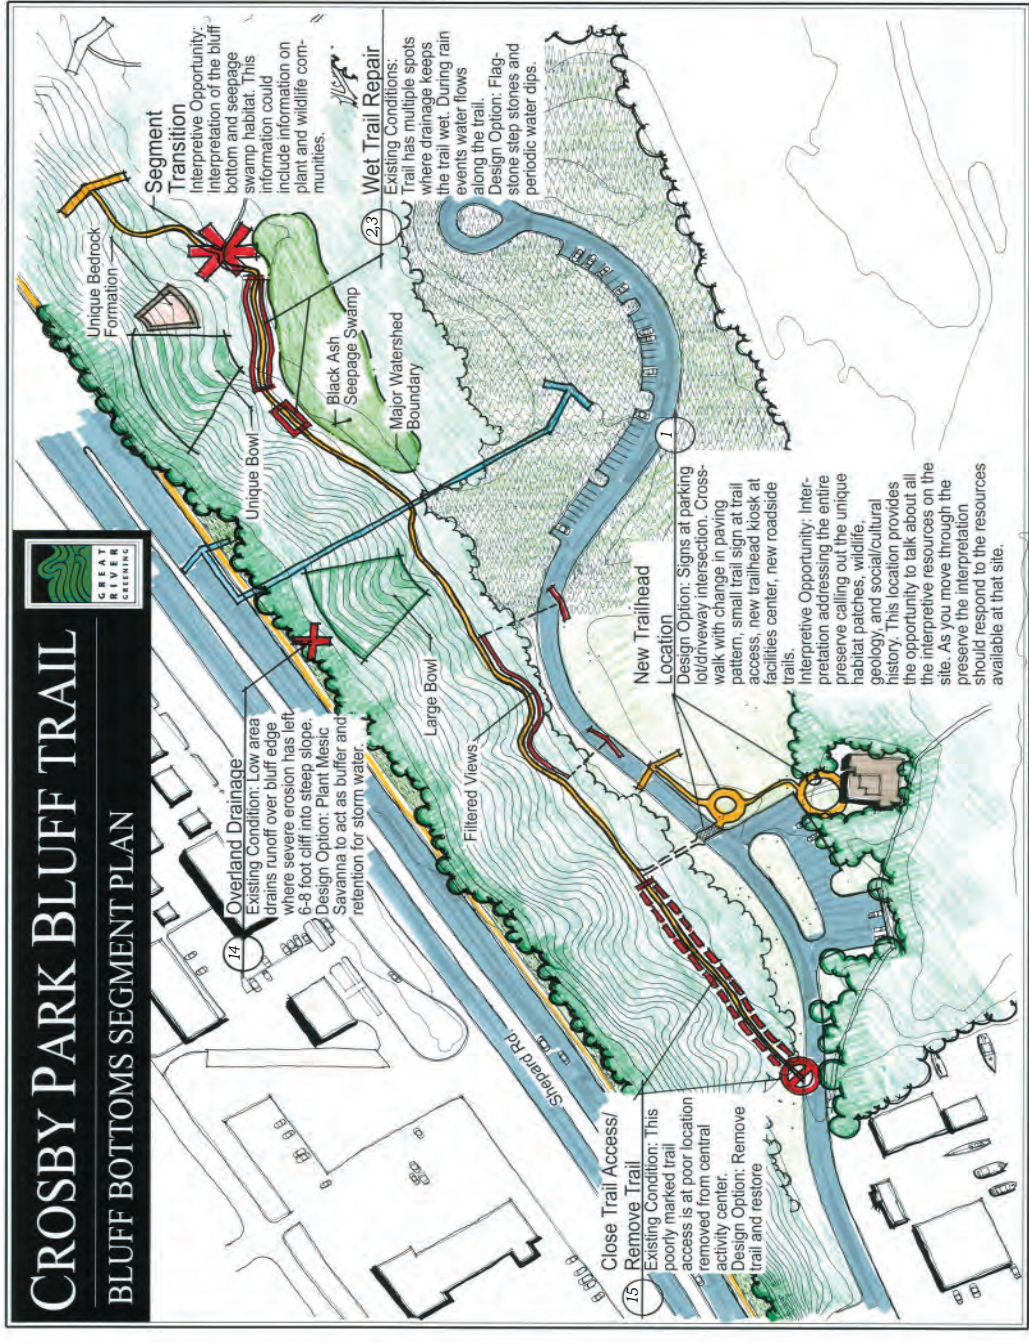 CROSBY PARK BLUFF TRAIL
BLUFF BOTTOMS SEGMENT PLAN
GREAT
RIVER
GREENING
14
Overland Drainage
Existing Condition: Low area
drains runoff over bluff edge
where severe erosion has left
6-8 foot cliff into steep slope.
Design Option: Plant Mesic
Savanna to act as buffer and
retention for storm water.
Unique Bedrock
Formation
Segment
Transition
Interpretive Opportunity:
Interpretation of the bluff
bottom and seepage
swamp habitat. This
information could
include information on
plant and wildlife com-
munities.
Unique Bowl
Black Ash
Seepage Swamp
Major Watershed
Boundary
2,3
Wet Trail Repair
Existing Conditions:
Trail has multiple spots
where drainage keeps
the trail wet. During rain
events water flows
along the trail.
Design Option: Flag-
stone step stones and
periodic water dips.
Large Bowl
Filtered Views
Shepard Rd.
15
Close Trail Access/
Remove Trail
Existing Condition: This
poorly marked trail
access is at poor location
removed from central
activity center.
Design Option: Remove
trail and restore
1
New Trailhead
Location
Design Option: Signs at parking
lot/driveway intersection. Cross-
walk with change in paving
pattern, small trail sign at trail
access, new trailhead kiosk at
facilities center, new roadside
trails.
Interpretive Opportunity: Inter-
pretation addressing the entire
preserve calling out the unique
habitat patches, wildlife,
geology, and social/cultural
history. This location provides
the opportunity to talk about all
the interpretive resources on the
site. As you move through the
preserve the interpretation
should respond to the resources
available at that site.